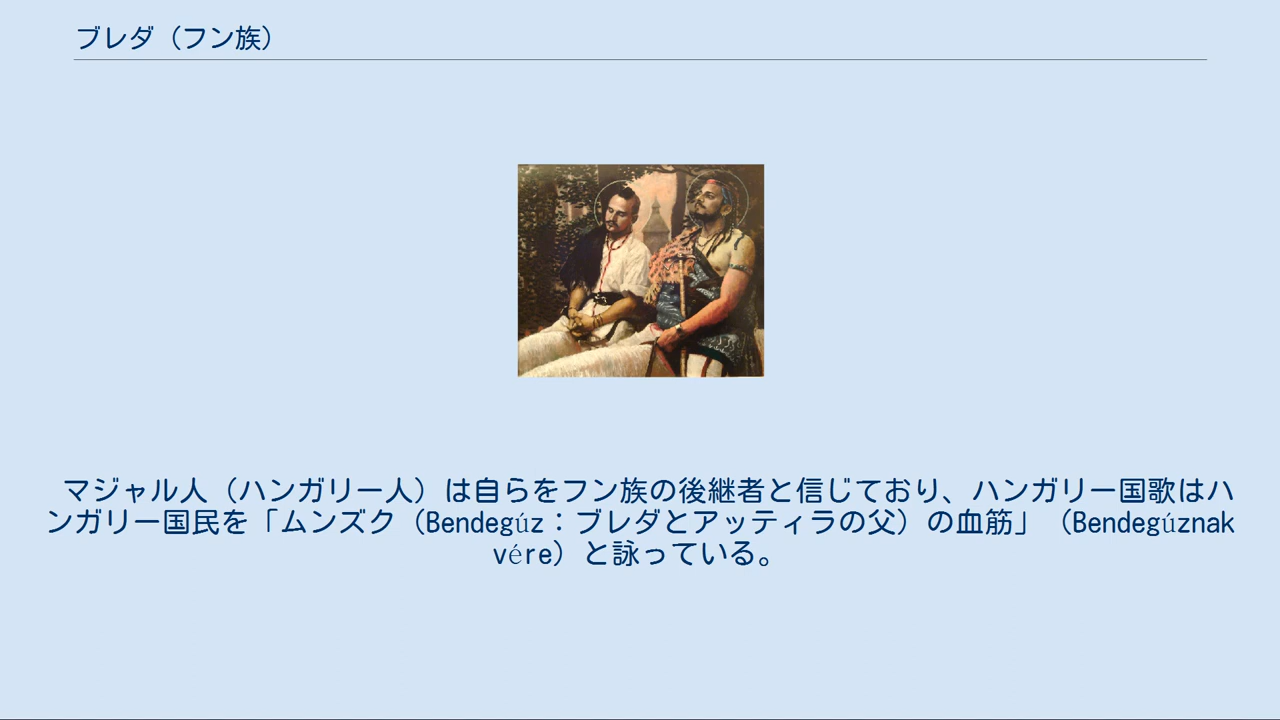 ブレダ（フン族）
マジャル人（ハンガリー人）は自らをフン族の後継者と信じており、ハンガリー国歌はハ
ンガリー国民を「ムンズク（Bendegúz：ブレダとアッティラの父）の血筋」（Bendegúznak
vére）と詠っている。